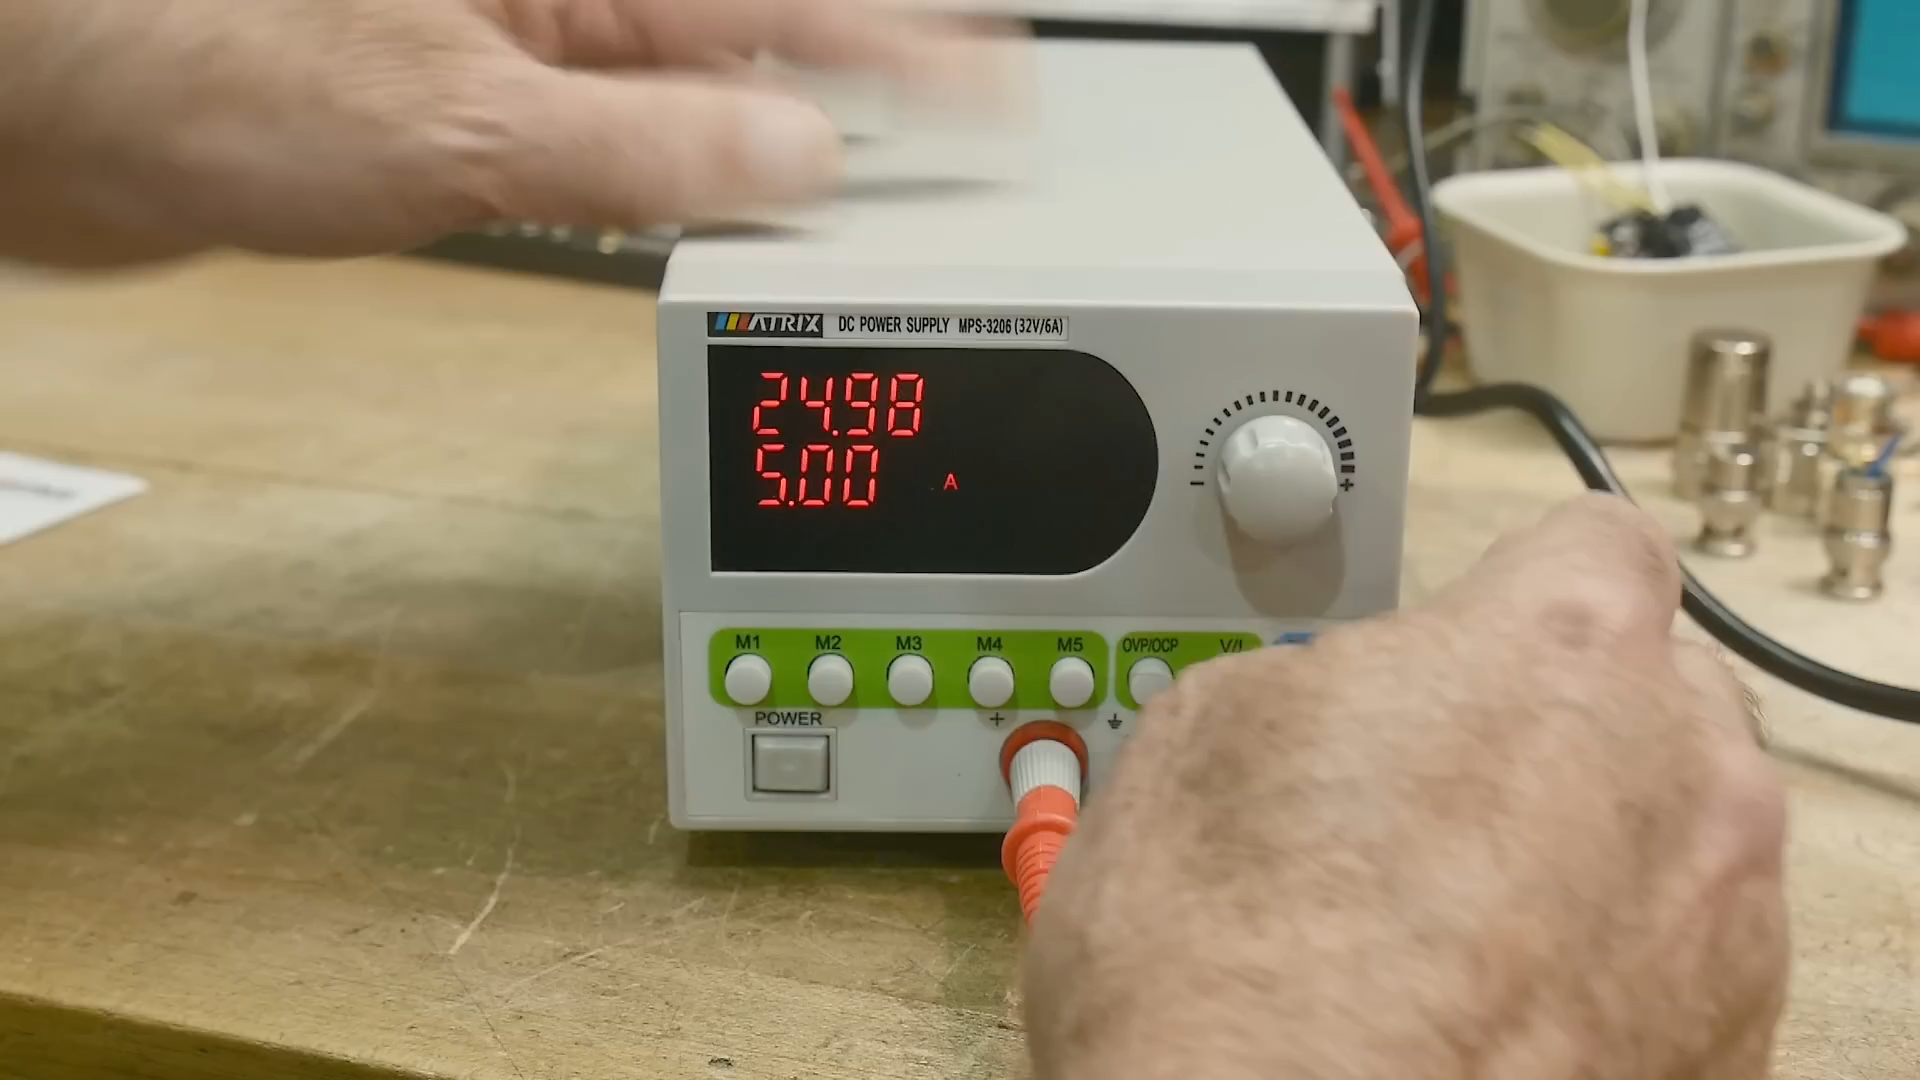 MATRIX DC POWER SUPPLY MPS-3206 (32V/6A)
24.98
5.00 A
- +
M1 M2 M3 M4 M5 OVP/OCP V/I
POWER +